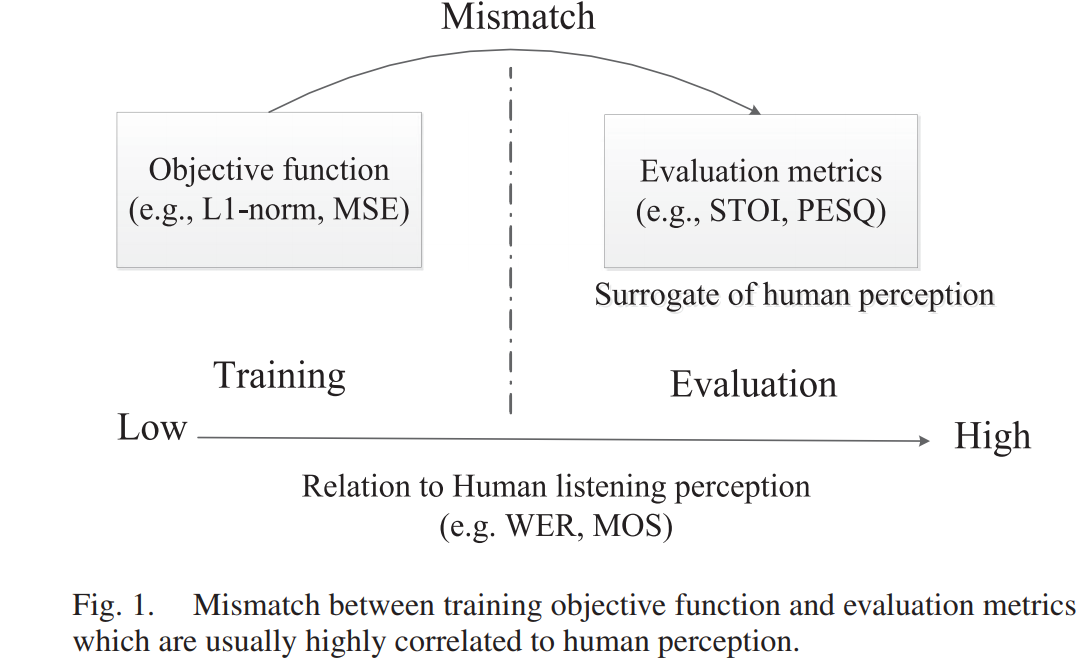 Mismatch
Objective function
(e.g., L1-norm, MSE)
Evaluation metrics
(e.g., STOI, PESQ)
Surrogate of human perception
Training
Evaluation
Low
High
Relation to Human listening perception
(e.g. WER, MOS)
Fig. 1. Mismatch between training objective function and evaluation metrics
which are usually highly correlated to human perception.